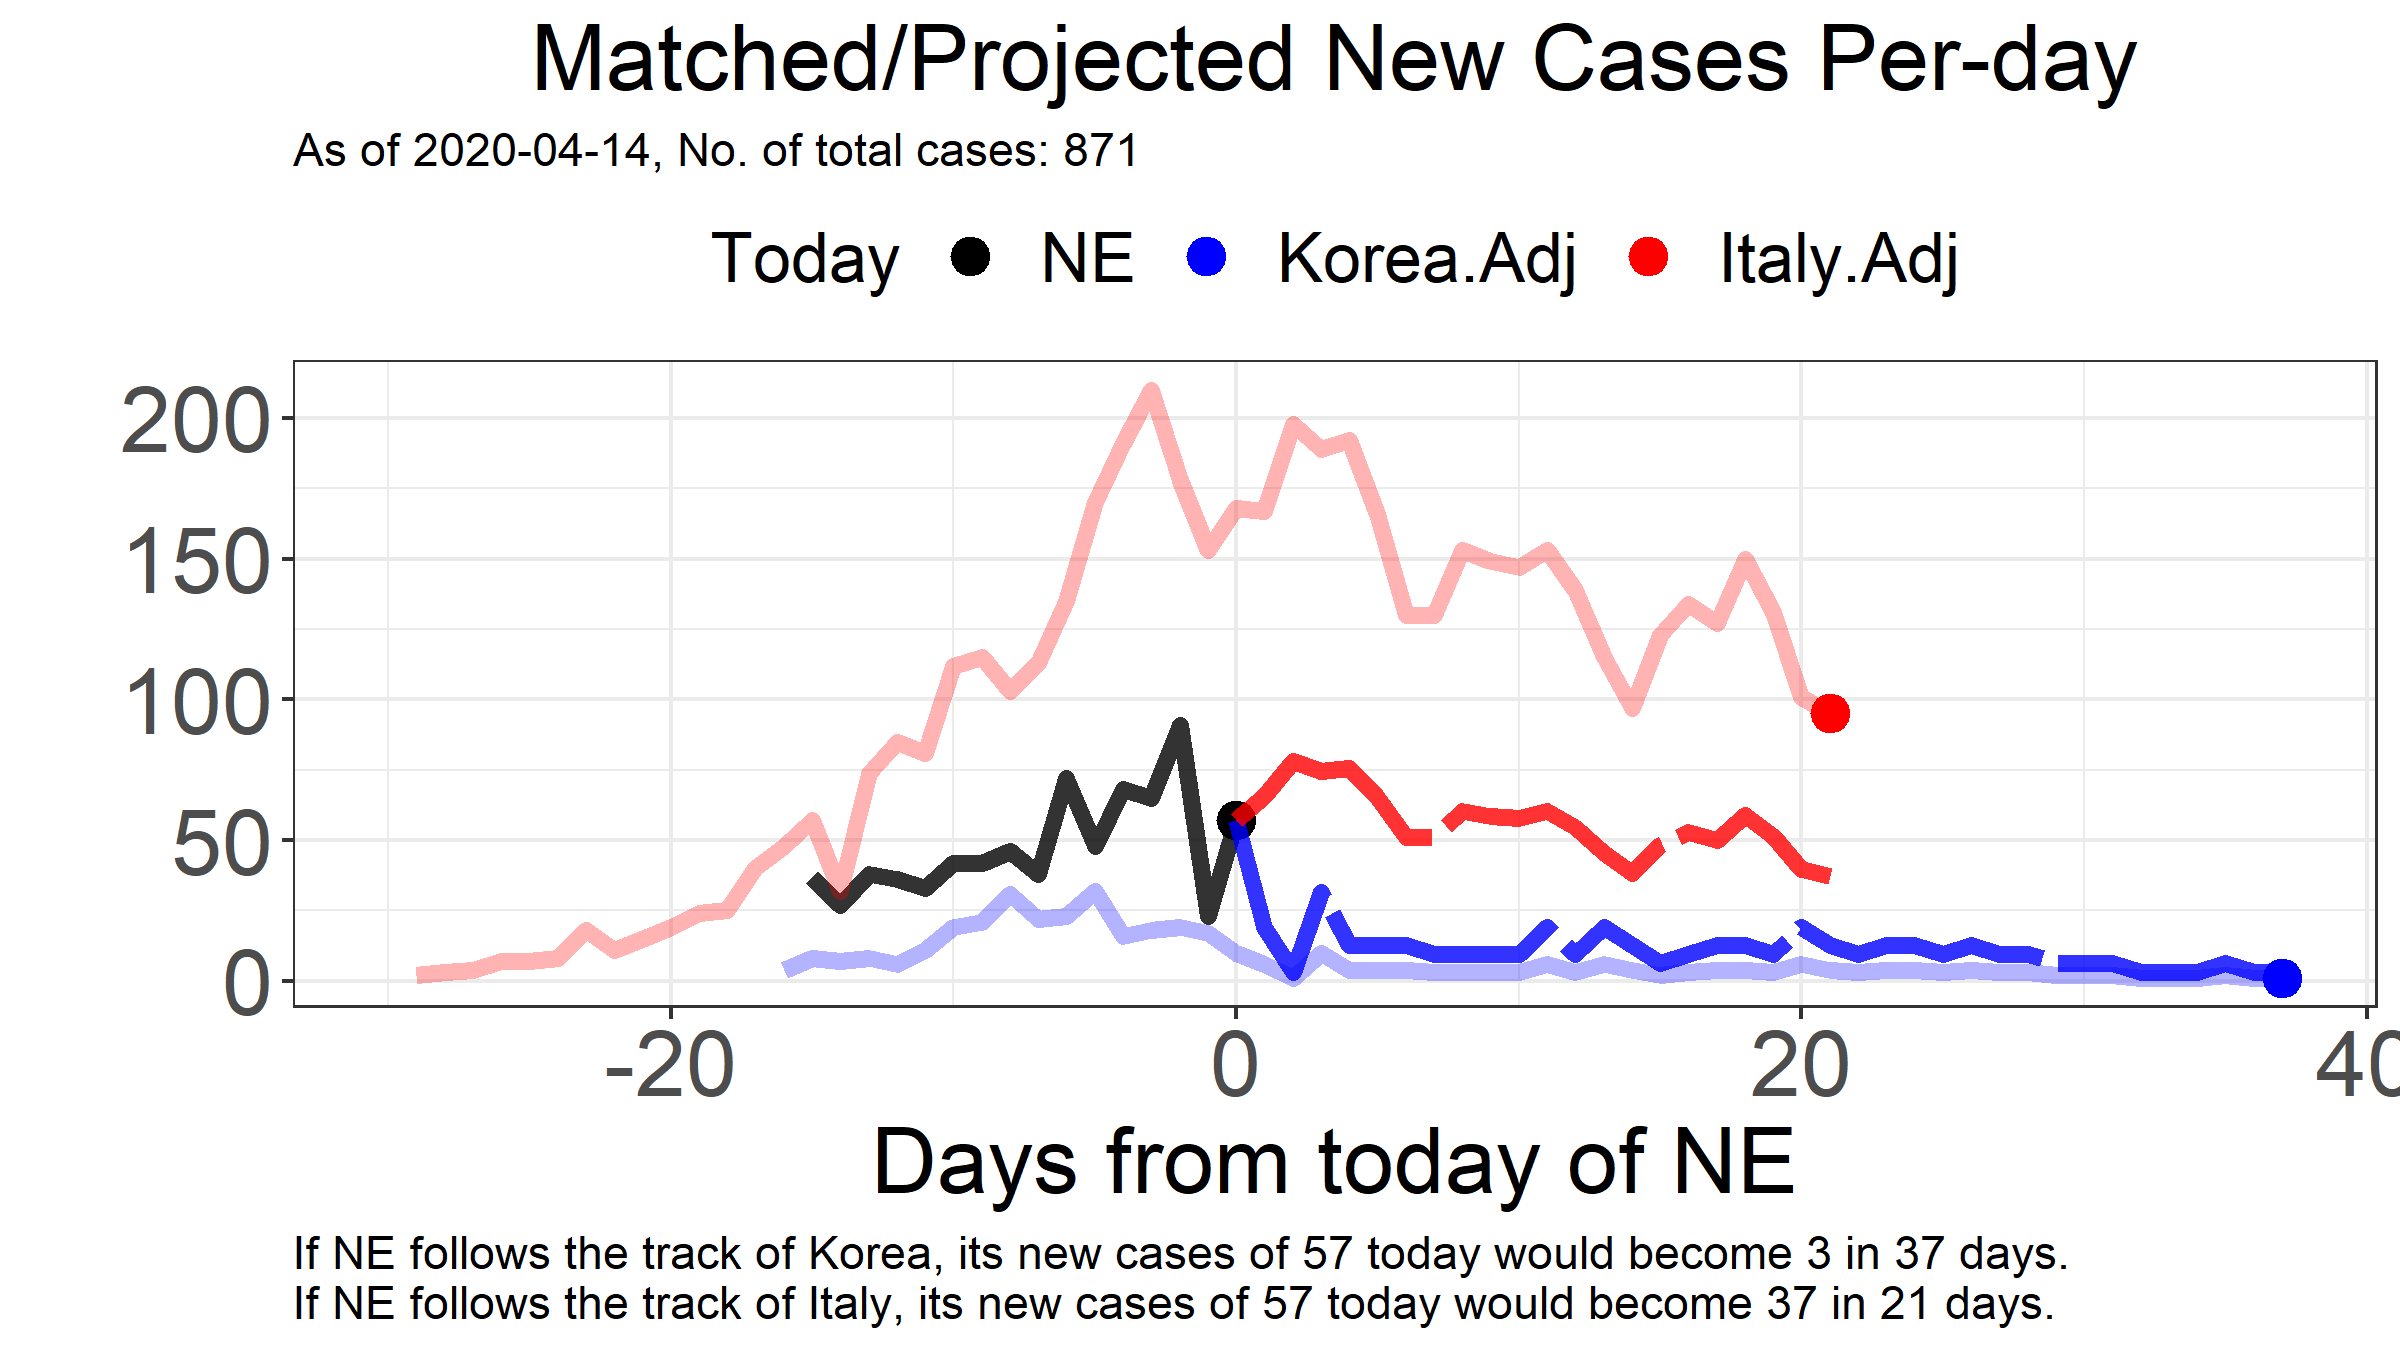 Matched/Projected New Cases Per-day
As of 2020-04-14, No. of total cases: 871
Today NE Korea.Adj Italy.Adj
200
150
100
50
0
-20 0 20 40
Days from today of NE
If NE follows the track of Korea, its new cases of 57 today would become 3 in 37 days.
If NE follows the track of Italy, its new cases of 57 today would become 37 in 21 days.